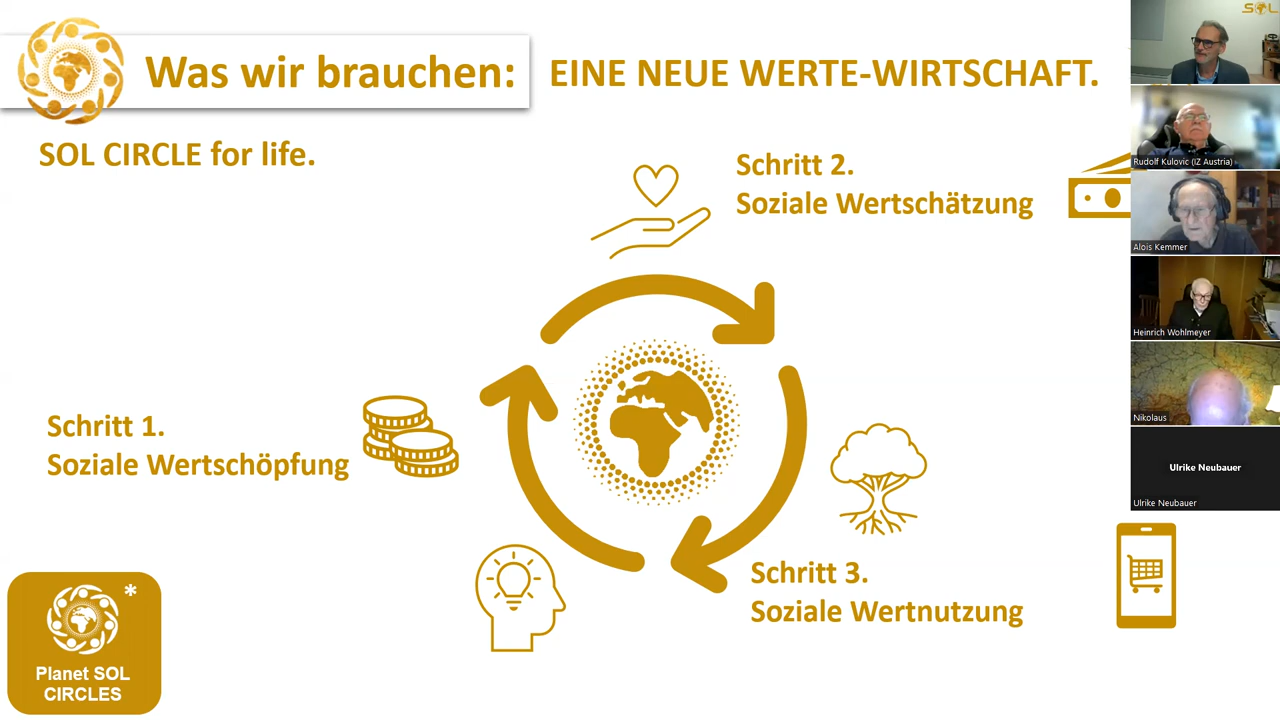 Was wir brauchen:
EINE NEUE WERTE-WIRTSCHAFT.
SOL CIRCLE for life.
Schritt 2.
Soziale Wertschätzung
Schritt 1.
Soziale Wertschöpfung
Schritt 3.
Soziale Wertnutzung
*
Planet SOL
CIRCLES
SOL
Rudolf Kulovic (IZ Austria)
Alois Kemmer
Heinrich Wohlmeyer
Nikolaus
Ulrike Neubauer
Ulrike Neubauer